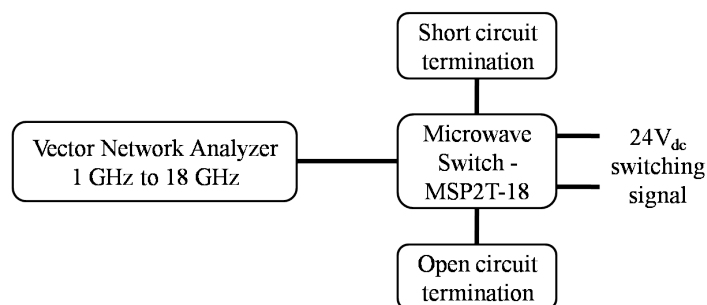 Short circuit
termination
Vector Network Analyzer
1 GHz to 18 GHz
Microwave
Switch -
MSP2T-18
24Vdc
switching
signal
Open circuit
termination